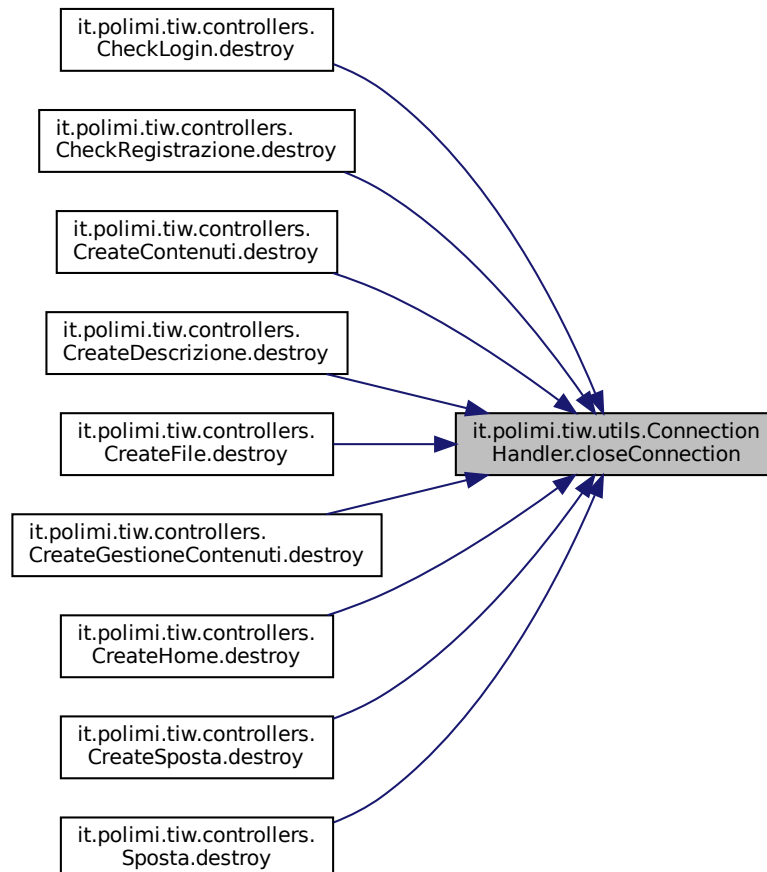 it.polimi.tiw.controllers.
CheckLogin.destroy
it.polimi.tiw.controllers.
CheckRegistrazione.destroy
it.polimi.tiw.controllers.
CreateContenuti.destroy
it.polimi.tiw.controllers.
CreateDescrizione.destroy
it.polimi.tiw.controllers.
CreateFile.destroy
it.polimi.tiw.utils.Connection
Handler.closeConnection
it.polimi.tiw.controllers.
CreateGestioneContenuti.destroy
it.polimi.tiw.controllers.
CreateHome.destroy
it.polimi.tiw.controllers.
CreateSposta.destroy
it.polimi.tiw.controllers.
Sposta.destroy